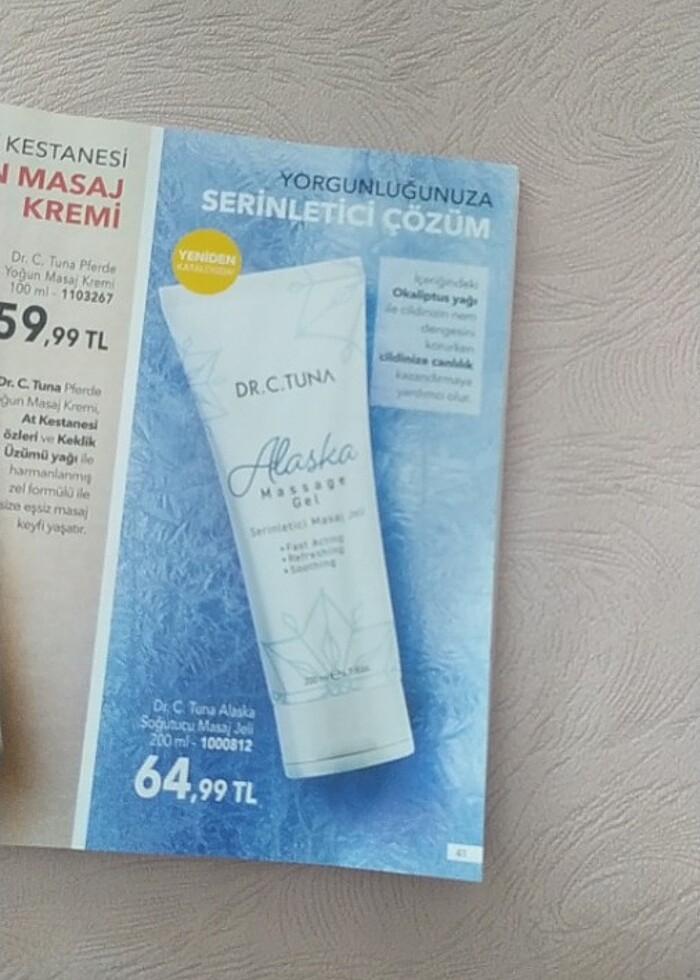 KESTANESİ
MASAJ
KREMİ
Dr. C. Tuna Pferde
Yoğun Masaj Kremi
100 ml - 1103267
59,99 TL
Dr. C. Tuna Pferde
ğun Masaj Kremi,
At Kestanesi
özleri ve Keklik
Üzümü yağı ile
harmanlanmış
zel formülü ile
size eşsiz masaj
keyfi yaşatır.
YORGUNLUĞUNUZA
SERİNLETİCİ ÇÖZÜM
YENİDEN
KATALOGDA!
İçeriğindeki
Okaliptus yağı
ile cildinizin nem
dengesini
korurken
cildinize canlılık
kazandırmaya
yardımcı olur.
DR.C.TUNA
Alaska
Massage
Gel
Serinletici Masaj Jeli
•Fast Acting
•Refreshing
•Soothing
200 ml
Dr. C. Tuna Alaska
Soğutucu Masaj Jeli
200 ml - 1000812
64,99 TL